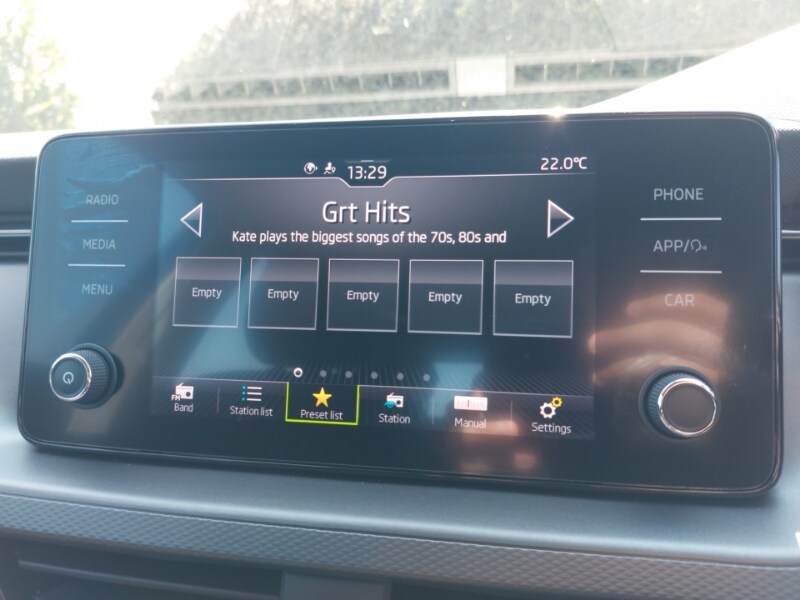 13:29
22.0°C
RADIO
MEDIA
MENU
Grt Hits
Kate plays the biggest songs of the 70s, 80s and
Empty Empty Empty Empty Empty
FM
Band
Station list
Preset list
Station
Manual
Settings
PHONE
APP/
CAR